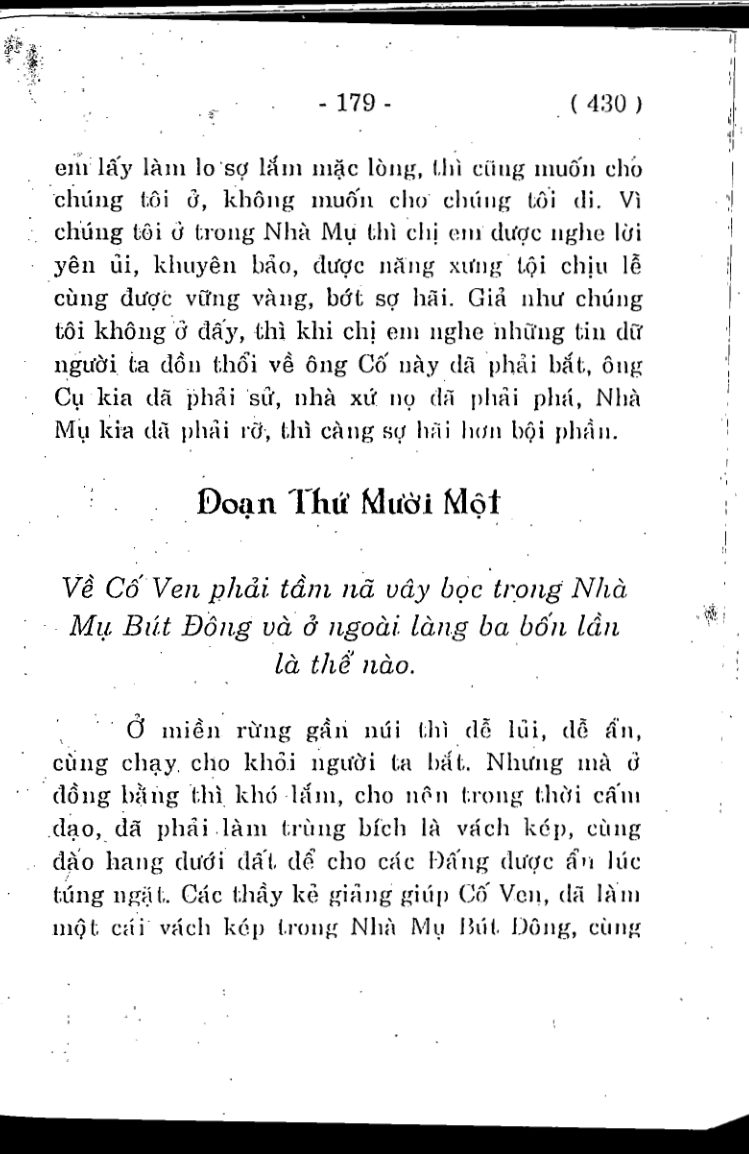 - 179 - ( 430 )
em lấy làm lo sợ lắm mặc lòng, thì cũng muốn cho
chúng tôi ở, không muốn cho chúng tôi đi. Vì
chúng tôi ở trong Nhà Mụ thì chị em được nghe lời
yên ủi, khuyên bảo, được năng xưng tội chịu lễ
cùng được vững vàng, bớt sợ hãi. Giả như chúng
tôi không ở đấy, thì khi chị em nghe những tin dữ
người ta đồn thổi về ông Cố này đã phải bắt, ông
Cụ kia đã phải sử, nhà xứ nọ đã phải phá, Nhà
Mụ kia đã phải rỡ, thì càng sợ hãi hơn bội phần.
Đoạn Thứ Mười Một
Về Cố Ven phải tầm nã vây bọc trong Nhà
Mụ Bút Đông và ở ngoài làng ba bốn lần
là thể nào.
Ở miền rừng gần núi thì dễ lủi, dễ ẩn,
cùng chạy cho khỏi người ta bắt. Nhưng mà ở
đồng bằng thì khó lắm, cho nên trong thời cấm
đạo, đã phải làm trùng bích là vách kép, cùng
đào hang dưới đất để cho các Đấng được ẩn lúc
túng ngặt. Các thầy kẻ giảng giúp Cố Ven, đã làm
một cái vách kép trong Nhà Mụ Bút Đông, cùng